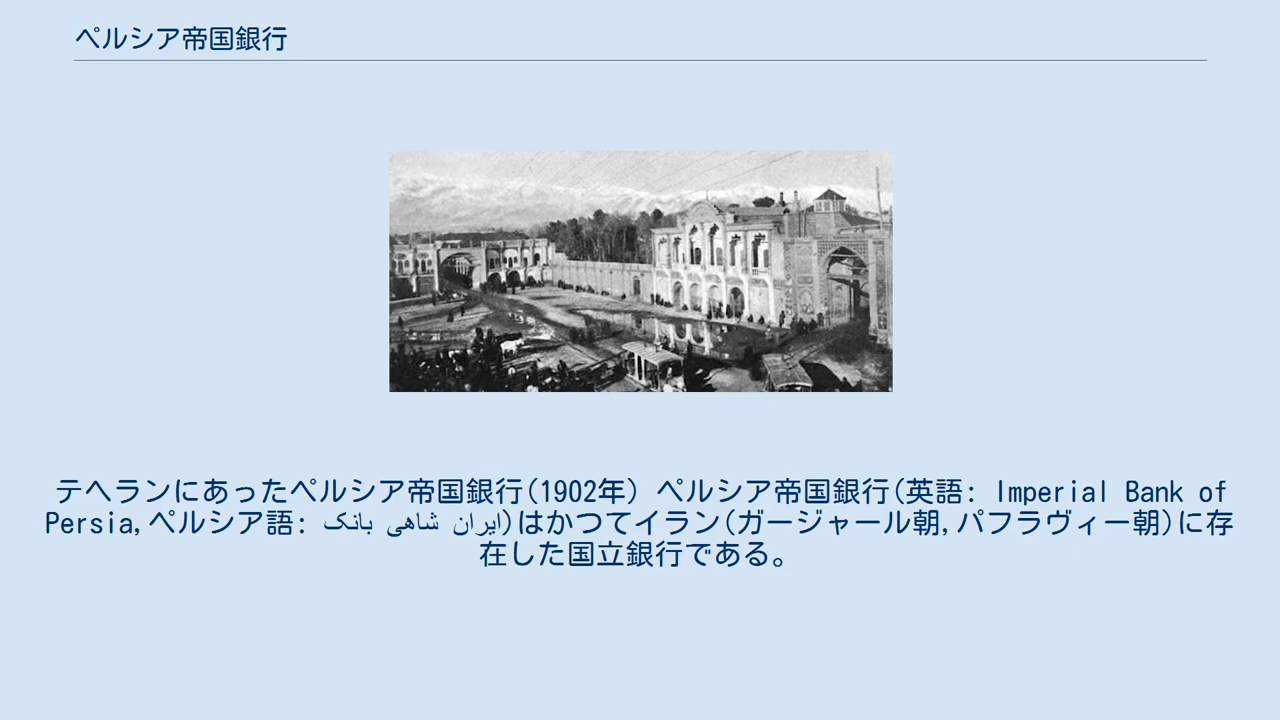 ペルシア帝国銀行
テヘランにあったペルシア帝国銀行(1902年) ペルシア帝国銀行(英語: Imperial Bank of
Persia,ペルシア語: بانک شاهی ایران)はかつてイラン(ガージャール朝,パフラヴィー朝)に存
在した国立銀行である。